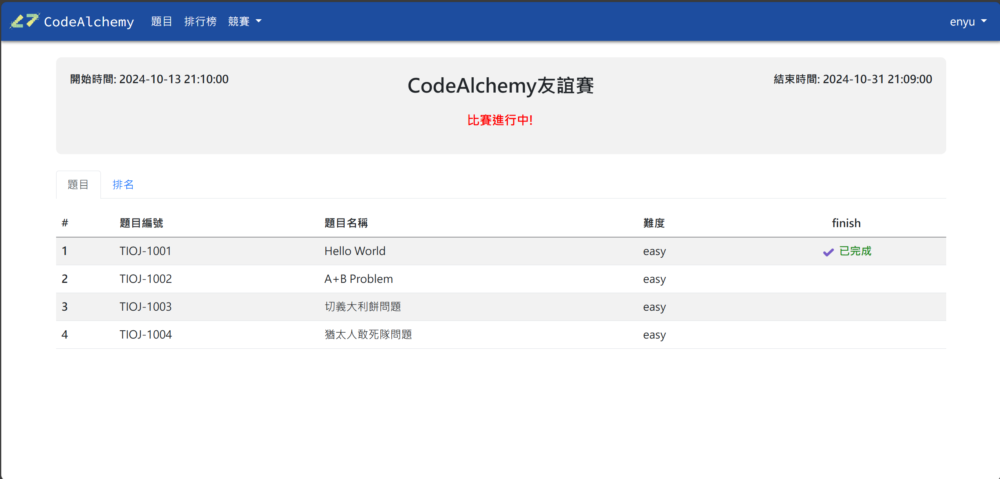 CodeAlchemy 題目 排行榜 競賽 enyu
開始時間: 2024-10-13 21:10:00
CodeAlchemy友誼賽
結束時間: 2024-10-31 21:09:00
比賽進行中!
題目 排名
# 題目編號 題目名稱 難度 finish
1 TIOJ-1001 Hello World easy 已完成
2 TIOJ-1002 A+B Problem easy
3 TIOJ-1003 切義大利餅問題 easy
4 TIOJ-1004 猶太人敢死隊問題 easy